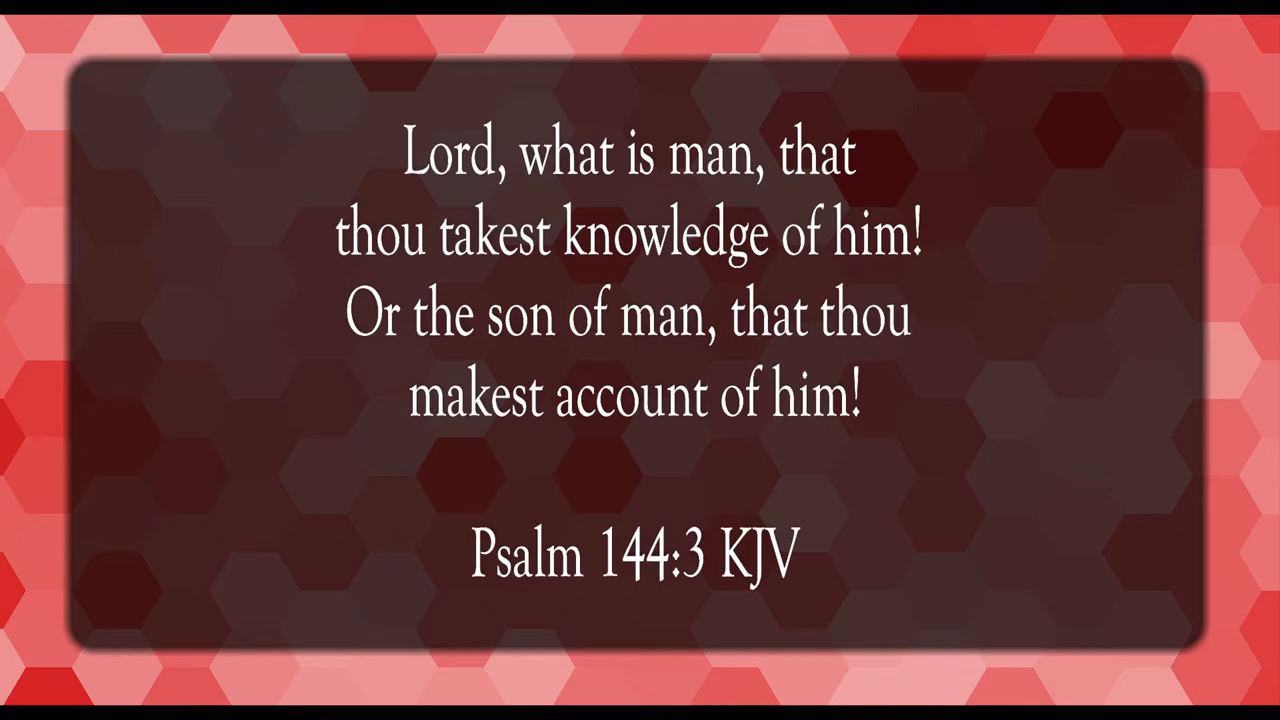 Lord, what is man, that
thou takest knowledge of him!
Or the son of man, that thou
makest account of him!
Psalm 144:3 KJV